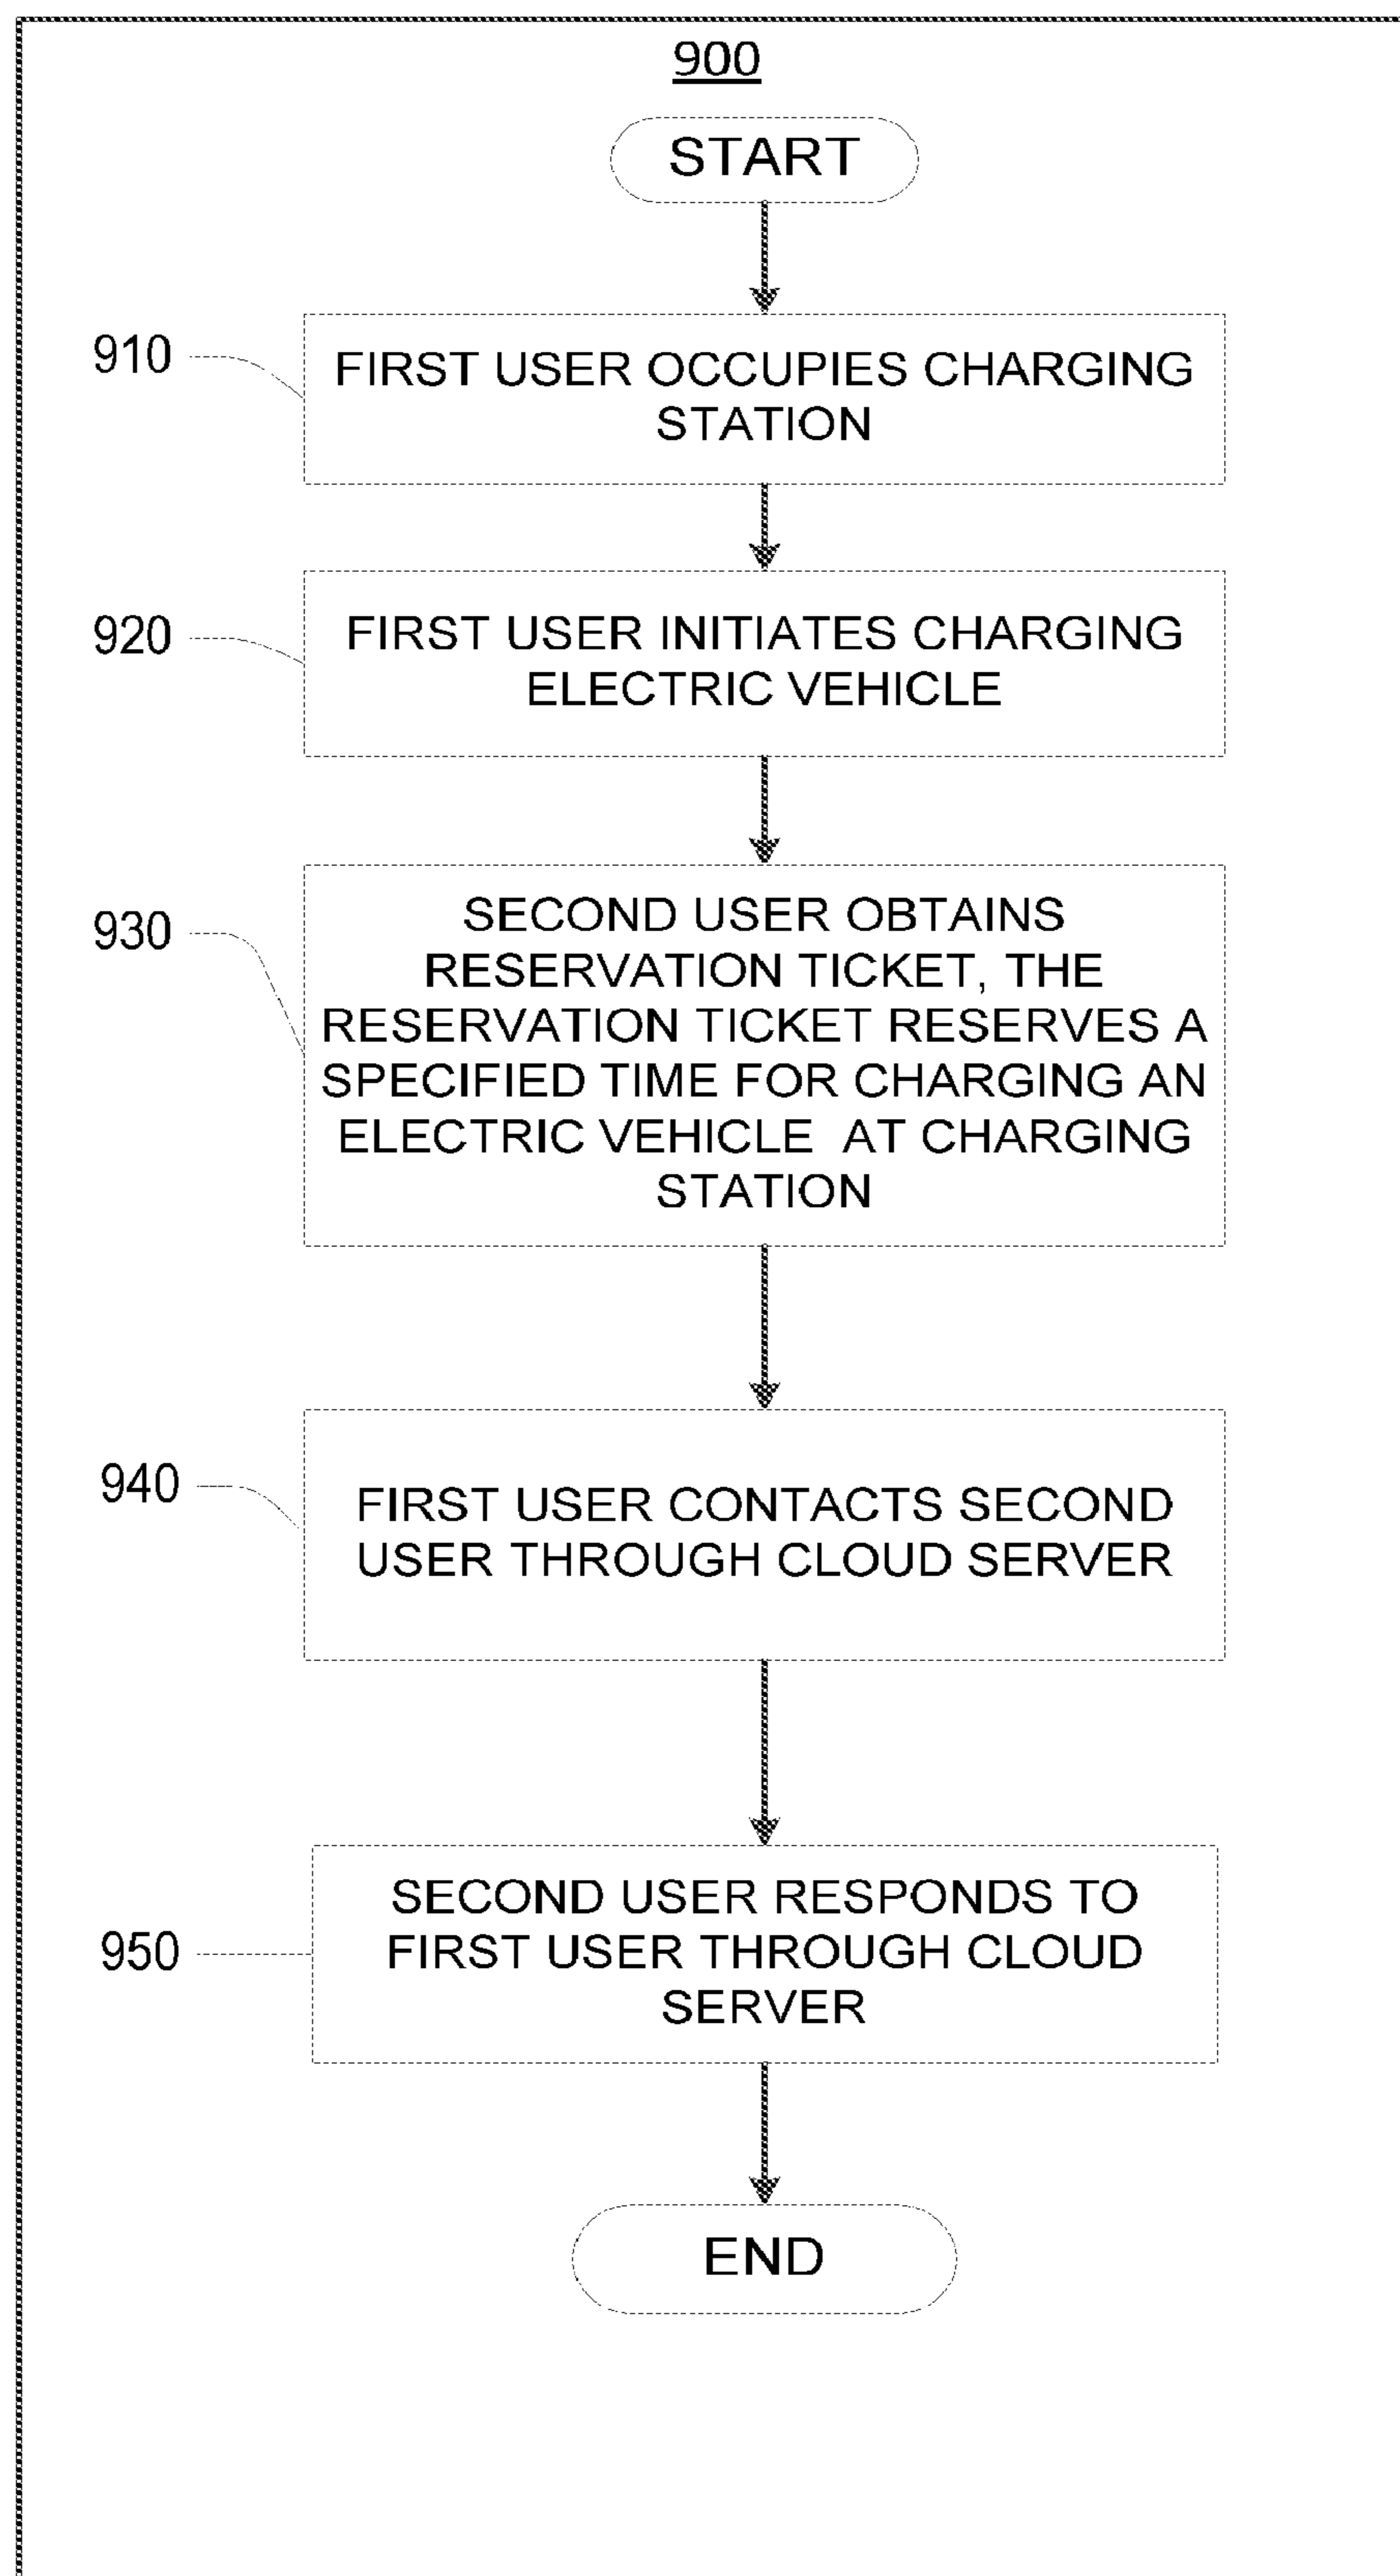 900
START
910
FIRST USER OCCUPIES CHARGING
STATION
920
FIRST USER INITIATES CHARGING
ELECTRIC VEHICLE
930
SECOND USER OBTAINS
RESERVATION TICKET, THE
RESERVATION TICKET RESERVES A
SPECIFIED TIME FOR CHARGING AN
ELECTRIC VEHICLE AT CHARGING
STATION
940
FIRST USER CONTACTS SECOND
USER THROUGH CLOUD SERVER
950
SECOND USER RESPONDS TO
FIRST USER THROUGH CLOUD
SERVER
END